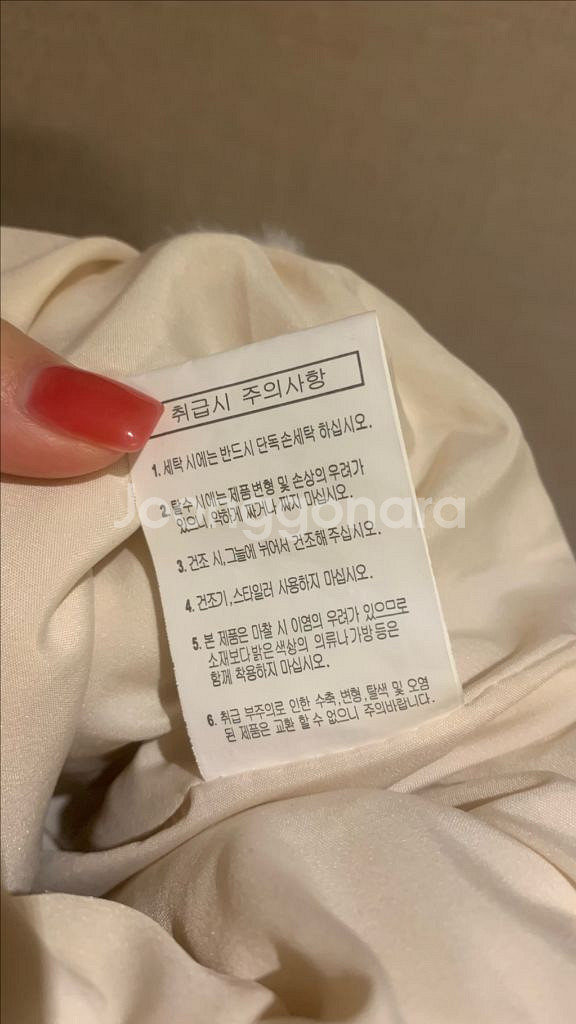 취급시 주의사항
1. 세탁 시에는 반드시 단독 손세탁 하십시오.
2. 탈수 시에는 제품 변형 및 손상의 우려가
있으니 약하게 짜거나 짜지 마십시오.
3. 건조 시, 그늘에 뉘어서 건조해 주십시오.
4. 건조기, 스타일러 사용하지 마십시오.
5. 본 제품은 마찰 시 이염의 우려가 있으므로
소재보다 밝은 색상의 의류나 가방 등은
함께 착용하지 마십시오.
6. 취급 부주의로 인한 수축, 변형, 탈색 및 오염
된 제품은 교환 할 수 없으니 주의바랍니다.
Joonggonara